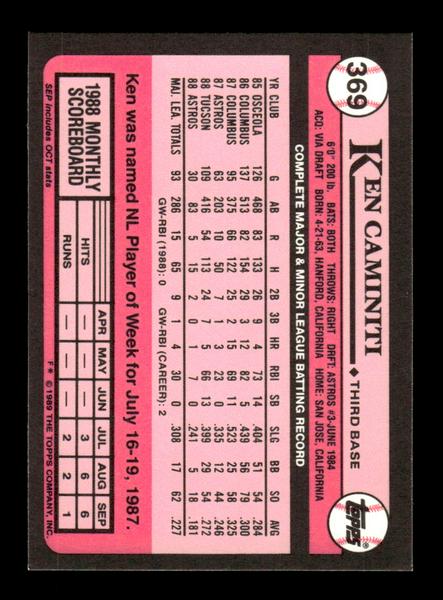 369
KEN CAMINITI ♦ THIRD BASE
TOPPS
6'0" 200 lb. BATS: BOTH THROWS: RIGHT DRFT: ASTROS #3-JUNE 1984
ACQ: VIA DRAFT BORN: 4-21-63, HANFORD, CALIFORNIA HOME: SAN JOSE, CALIFORNIA
COMPLETE MAJOR & MINOR LEAGUE BATTING RECORD
YR CLUB G AB R H 2B 3B HR RBI SB SLG BB SO AVG
85 OSCEOLA 126 468 83 133 26 9 4 73 14 .404 51 54 .284
86 COLUMBUS 137 513 82 154 29 3 12 81 5 .439 56 79 .300
87 COLUMBUS 95 375 66 122 25 2 15 69 11 .523 25 58 .325
87 ASTROS 63 203 10 50 7 1 3 23 0 .335 12 44 .246
88 TUCSON 109 416 54 113 24 7 5 66 13 .399 29 54 .272
88 ASTROS 30 83 5 15 2 0 1 7 0 .241 5 18 .181
MAJ. LEA. TOTALS 93 286 15 65 9 1 4 30 0 .308 17 62 .227
GW-RBI (1988): 0 GW-RBI (CAREER): 2
Ken was named NL Player of Week for July 16-19, 1987.
1988 MONTHLY SCOREBOARD
APR MAY JUN JUL AUG SEP
HITS — — — 3 6 6
RUNS — — — 2 2 1
SEP includes OCT stats
F* ©1989 THE TOPPS COMPANY, INC.